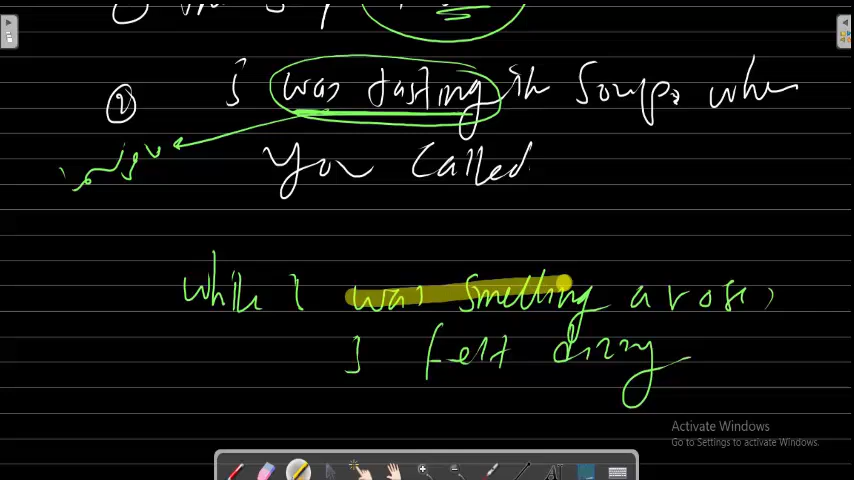 ② I was tasting the Soup, when
You Called
while I was smelling a rose,
I felt dizzy
Activate Windows
Go to Settings to activate Windows.